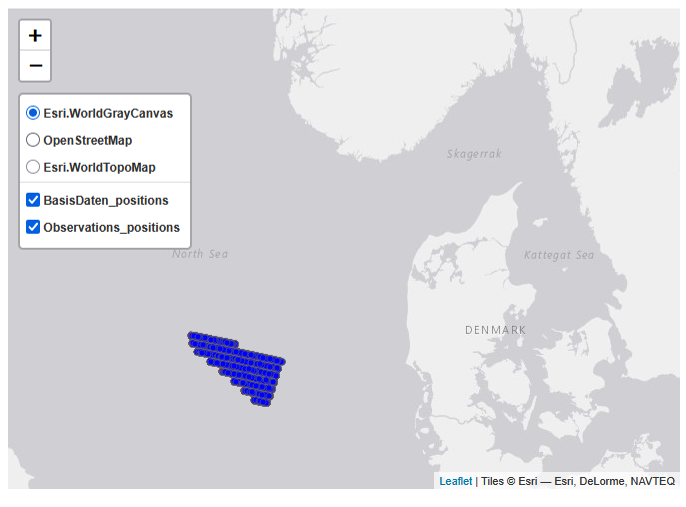 +
−
Esri.WorldGrayCanvas
OpenStreetMap
Esri.WorldTopoMap
BasisDaten_positions
Observations_positions
Skagerrak
North Sea
Kattegat Sea
DENMARK
Leaflet | Tiles © Esri — Esri, DeLorme, NAVTEQ